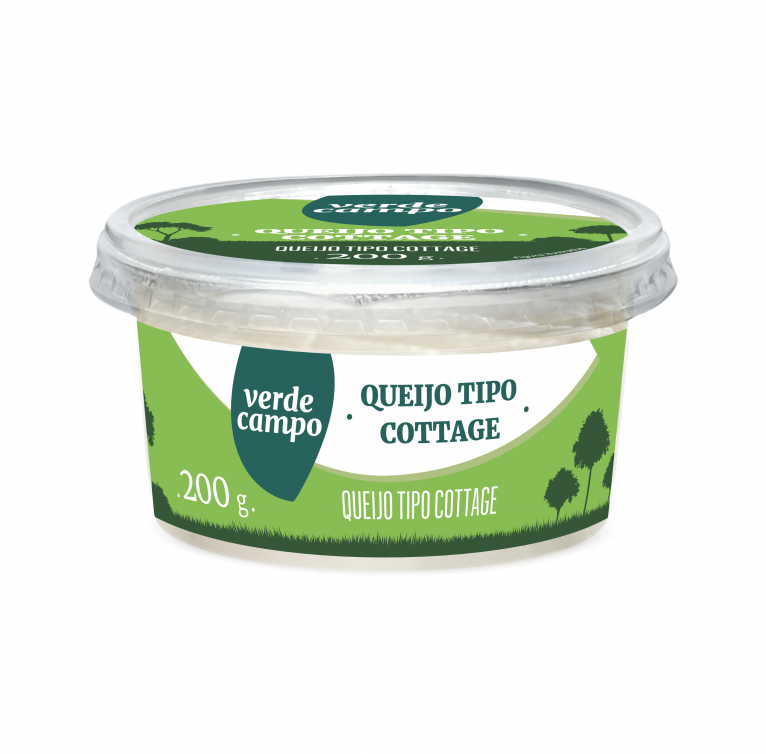 verde
campo
QUEIJO TIPO
COTTAGE
QUEIJO TIPO COTTAGE
200 g.
verde
campo
· QUEIJO TIPO ·
COTTAGE
.200 g.
QUEIJO TIPO COTTAGE